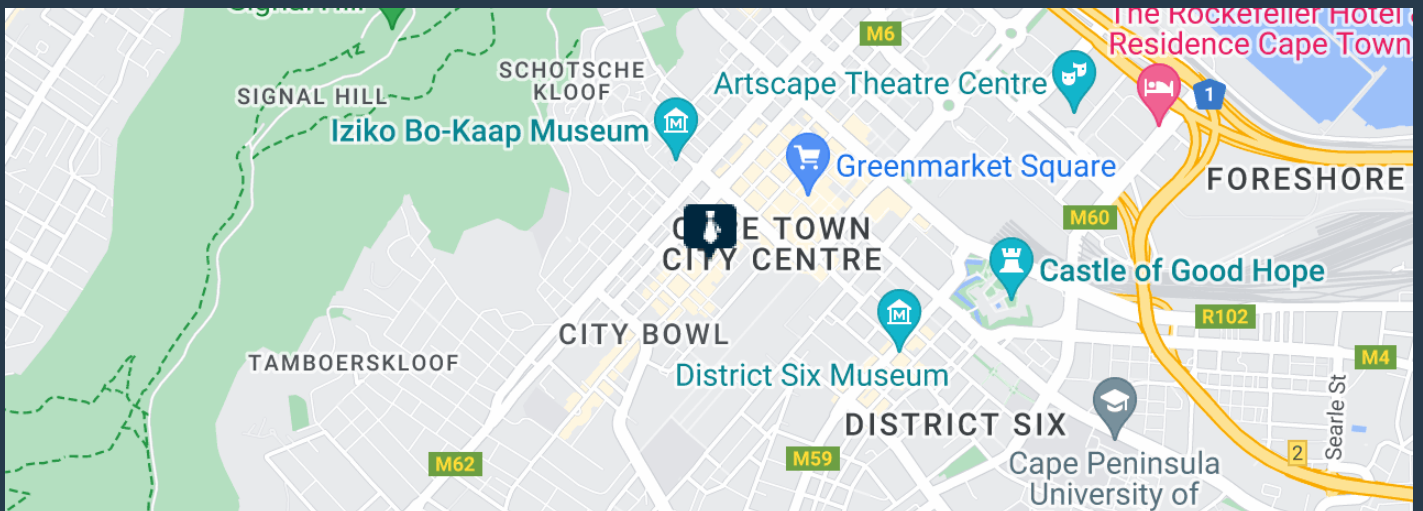 Signal Hill
The Rockefeller Hotel
Residence Cape Town
M6
SCHOTSCHE
KLOOF
Artscape Theatre Centre
1
SIGNAL HILL
Iziko Bo-Kaap Museum
Greenmarket Square
FORESHORE
M60
TOWN
CITY CENTRE
Castle of Good Hope
R102
CITY BOWL
M4
TAMBOERSKLOOF
District Six Museum
Searle St
DISTRICT SIX
M62
M59
2
Cape Peninsula
University of